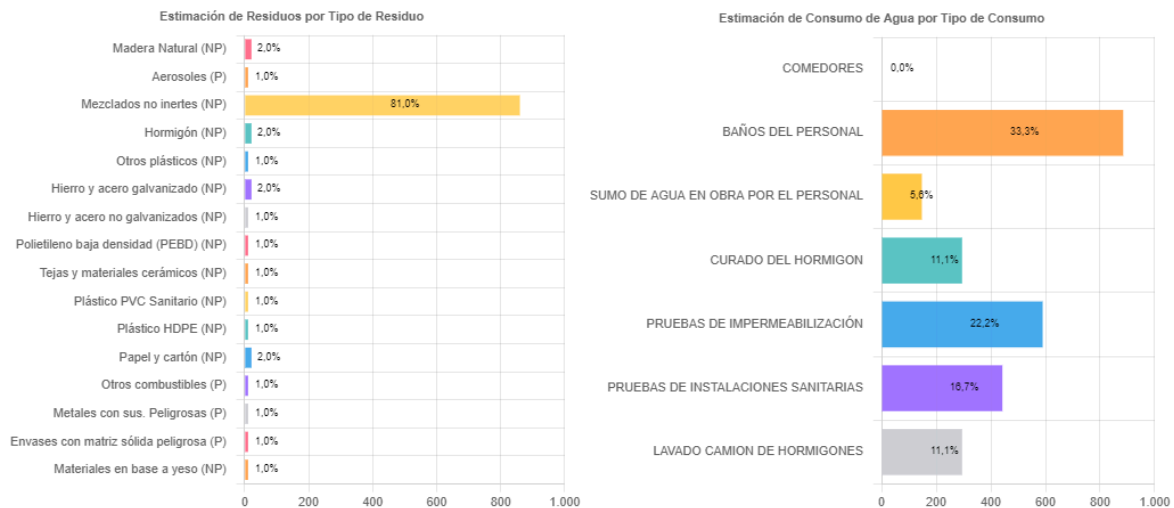 Estimación de Residuos por Tipo de Residuo
Madera Natural (NP)
2,0%
Aerosoles (P)
1,0%
Mezclados no inertes (NP)
81,0%
Hormigón (NP)
2,0%
Otros plásticos (NP)
1,0%
Hierro y acero galvanizado (NP)
2,0%
Hierro y acero no galvanizados (NP)
1,0%
Polietileno baja densidad (PEBD) (NP)
1,0%
Tejas y materiales cerámicos (NP)
1,0%
Plástico PVC Sanitario (NP)
1,0%
Plástico HDPE (NP)
1,0%
Papel y cartón (NP)
2,0%
Otros combustibles (P)
1,0%
Metales con sus. Peligrosas (P)
1,0%
Envases con matriz sólida peligrosa (P)
1,0%
Materiales en base a yeso (NP)
1,0%
0 200 400 600 800 1.000
Estimación de Consumo de Agua por Tipo de Consumo
COMEDORES
0,0%
BAÑOS DEL PERSONAL
33,3%
SUMO DE AGUA EN OBRA POR EL PERSONAL
5,6%
CURADO DEL HORMIGON
11,1%
PRUEBAS DE IMPERMEABILIZACIÓN
22,2%
PRUEBAS DE INSTALACIONES SANITARIAS
16,7%
LAVADO CAMION DE HORMIGONES
11,1%
0 200 400 600 800 1.000